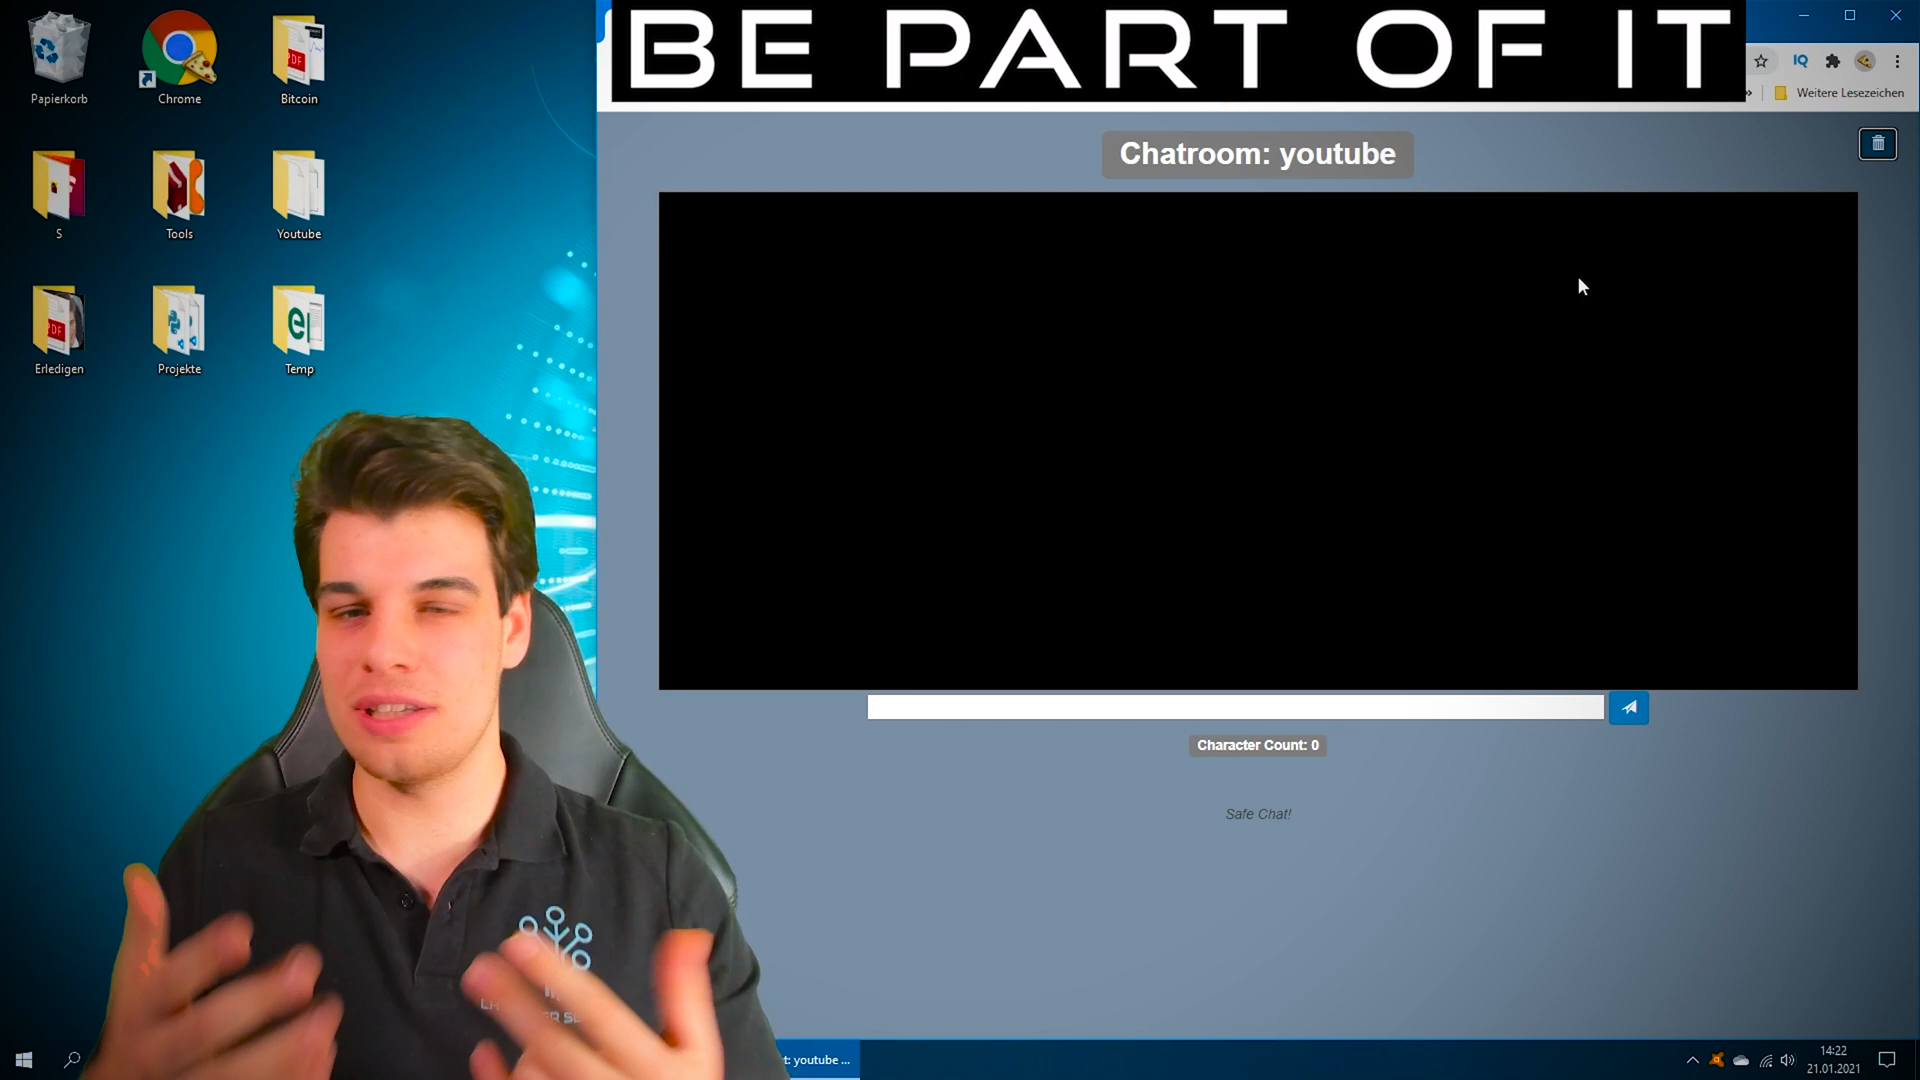 BE PART OF IT
Papierkorb
Chrome
Bitcoin
IQ
» Weitere Lesezeichen
Chatroom: youtube
S
Tools
Youtube
Erledigen
Projekte
Temp
Character Count: 0
Safe Chat!
t: youtube ...
14:22
21.01.2021